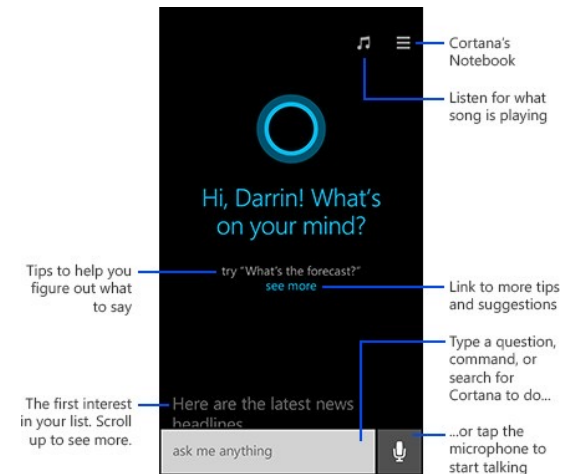 Cortana's
Notebook
Listen for what
song is playing
Hi, Darrin! What's
on your mind?
Tips to help you
figure out what
to say
try "What's the forecast?"
see more
Link to more tips
and suggestions
Type a question,
command, or
search for
Cortana to do...
The first interest
in your list. Scroll
up to see more.
Here are the latest news
headlines
ask me anything
...or tap the
microphone to
start talking